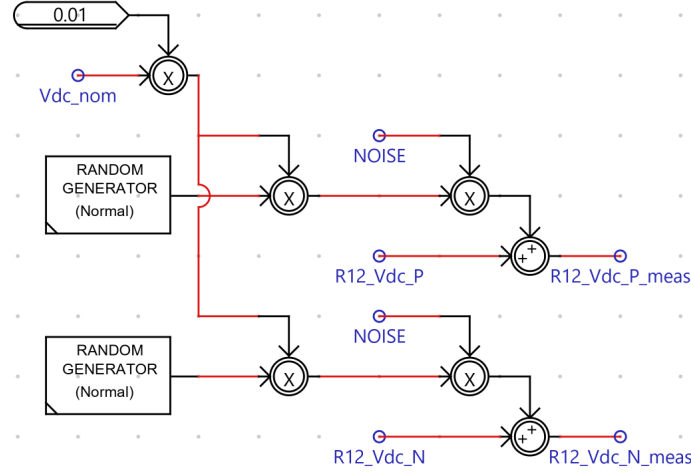 0.01
X
Vdc_nom
NOISE
RANDOM
GENERATOR
(Normal)
X
X
+
+
R12_Vdc_P
R12_Vdc_P_meas
NOISE
RANDOM
GENERATOR
(Normal)
X
X
+
+
R12_Vdc_N
R12_Vdc_N_meas